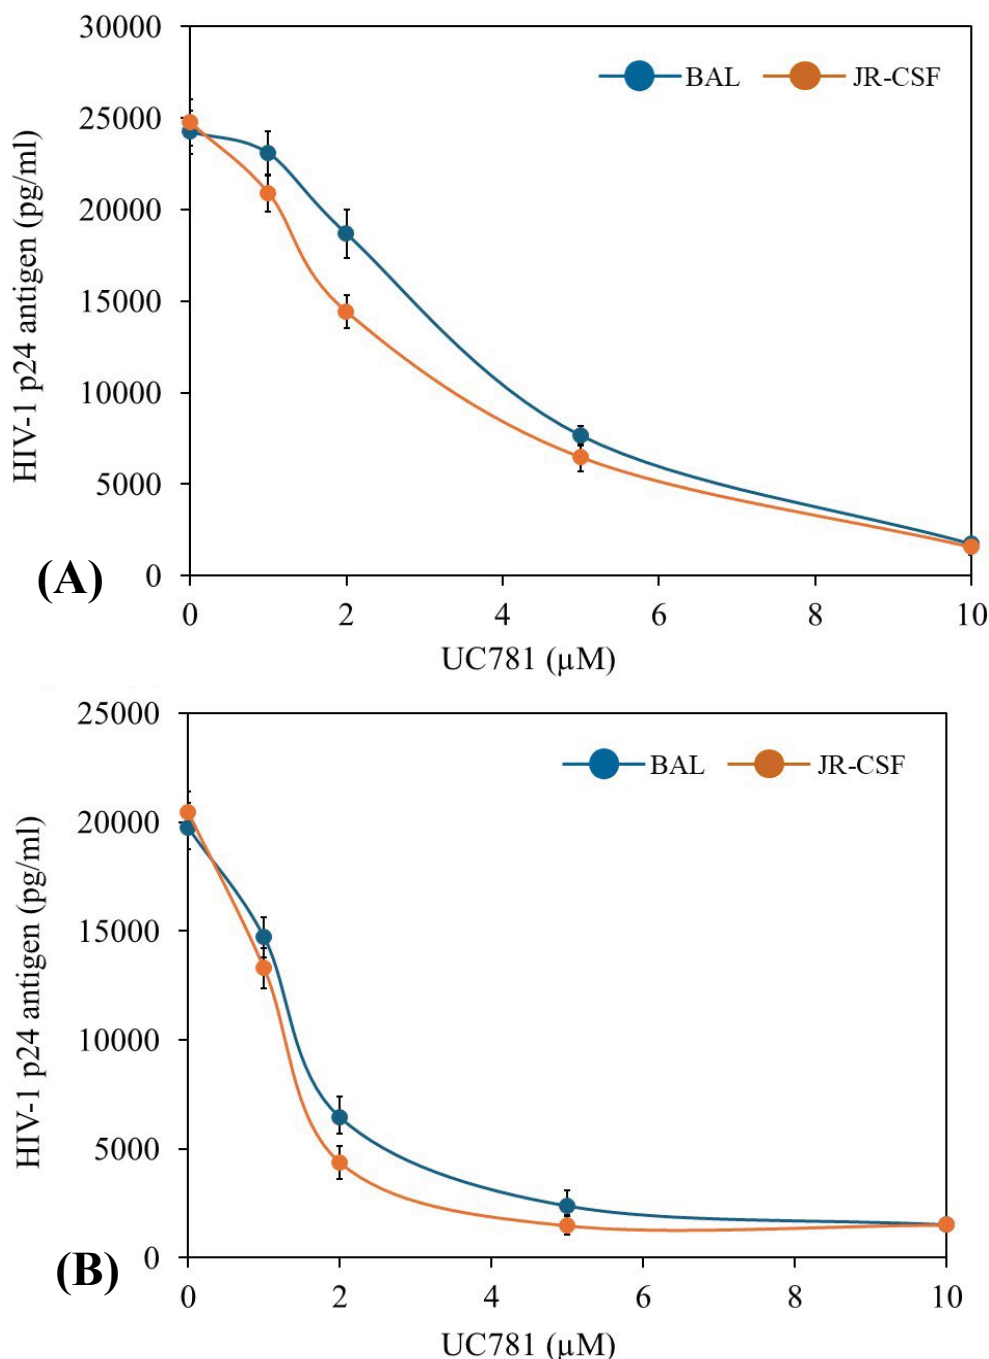 30000
25000
20000
15000
10000
5000
0
HIV-1 p24 antigen (pg/ml)
BAL JR-CSF
(A)
0 2 4 6 8 10
UC781 (µM)
25000
20000
15000
10000
5000
0
HIV-1 p24 antigen (pg/ml)
BAL JR-CSF
(B)
0 2 4 6 8 10
UC781 (µM)